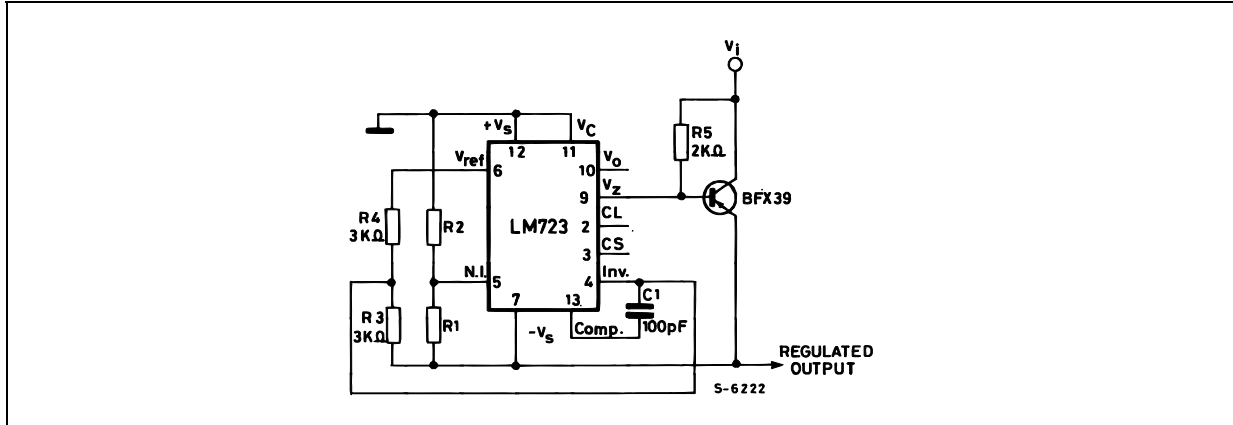 Vi
+Vs
VC
12
11
R5
2KΩ
Vref
6
10
Vo
Vz
9
BFX39
R4
3KΩ
R2
LM723
CL
2
CS
3
N.I.
5
4
Inv.
7
13
C1
100pF
R3
3KΩ
R1
-Vs
Comp.
REGULATED
OUTPUT
S-6222